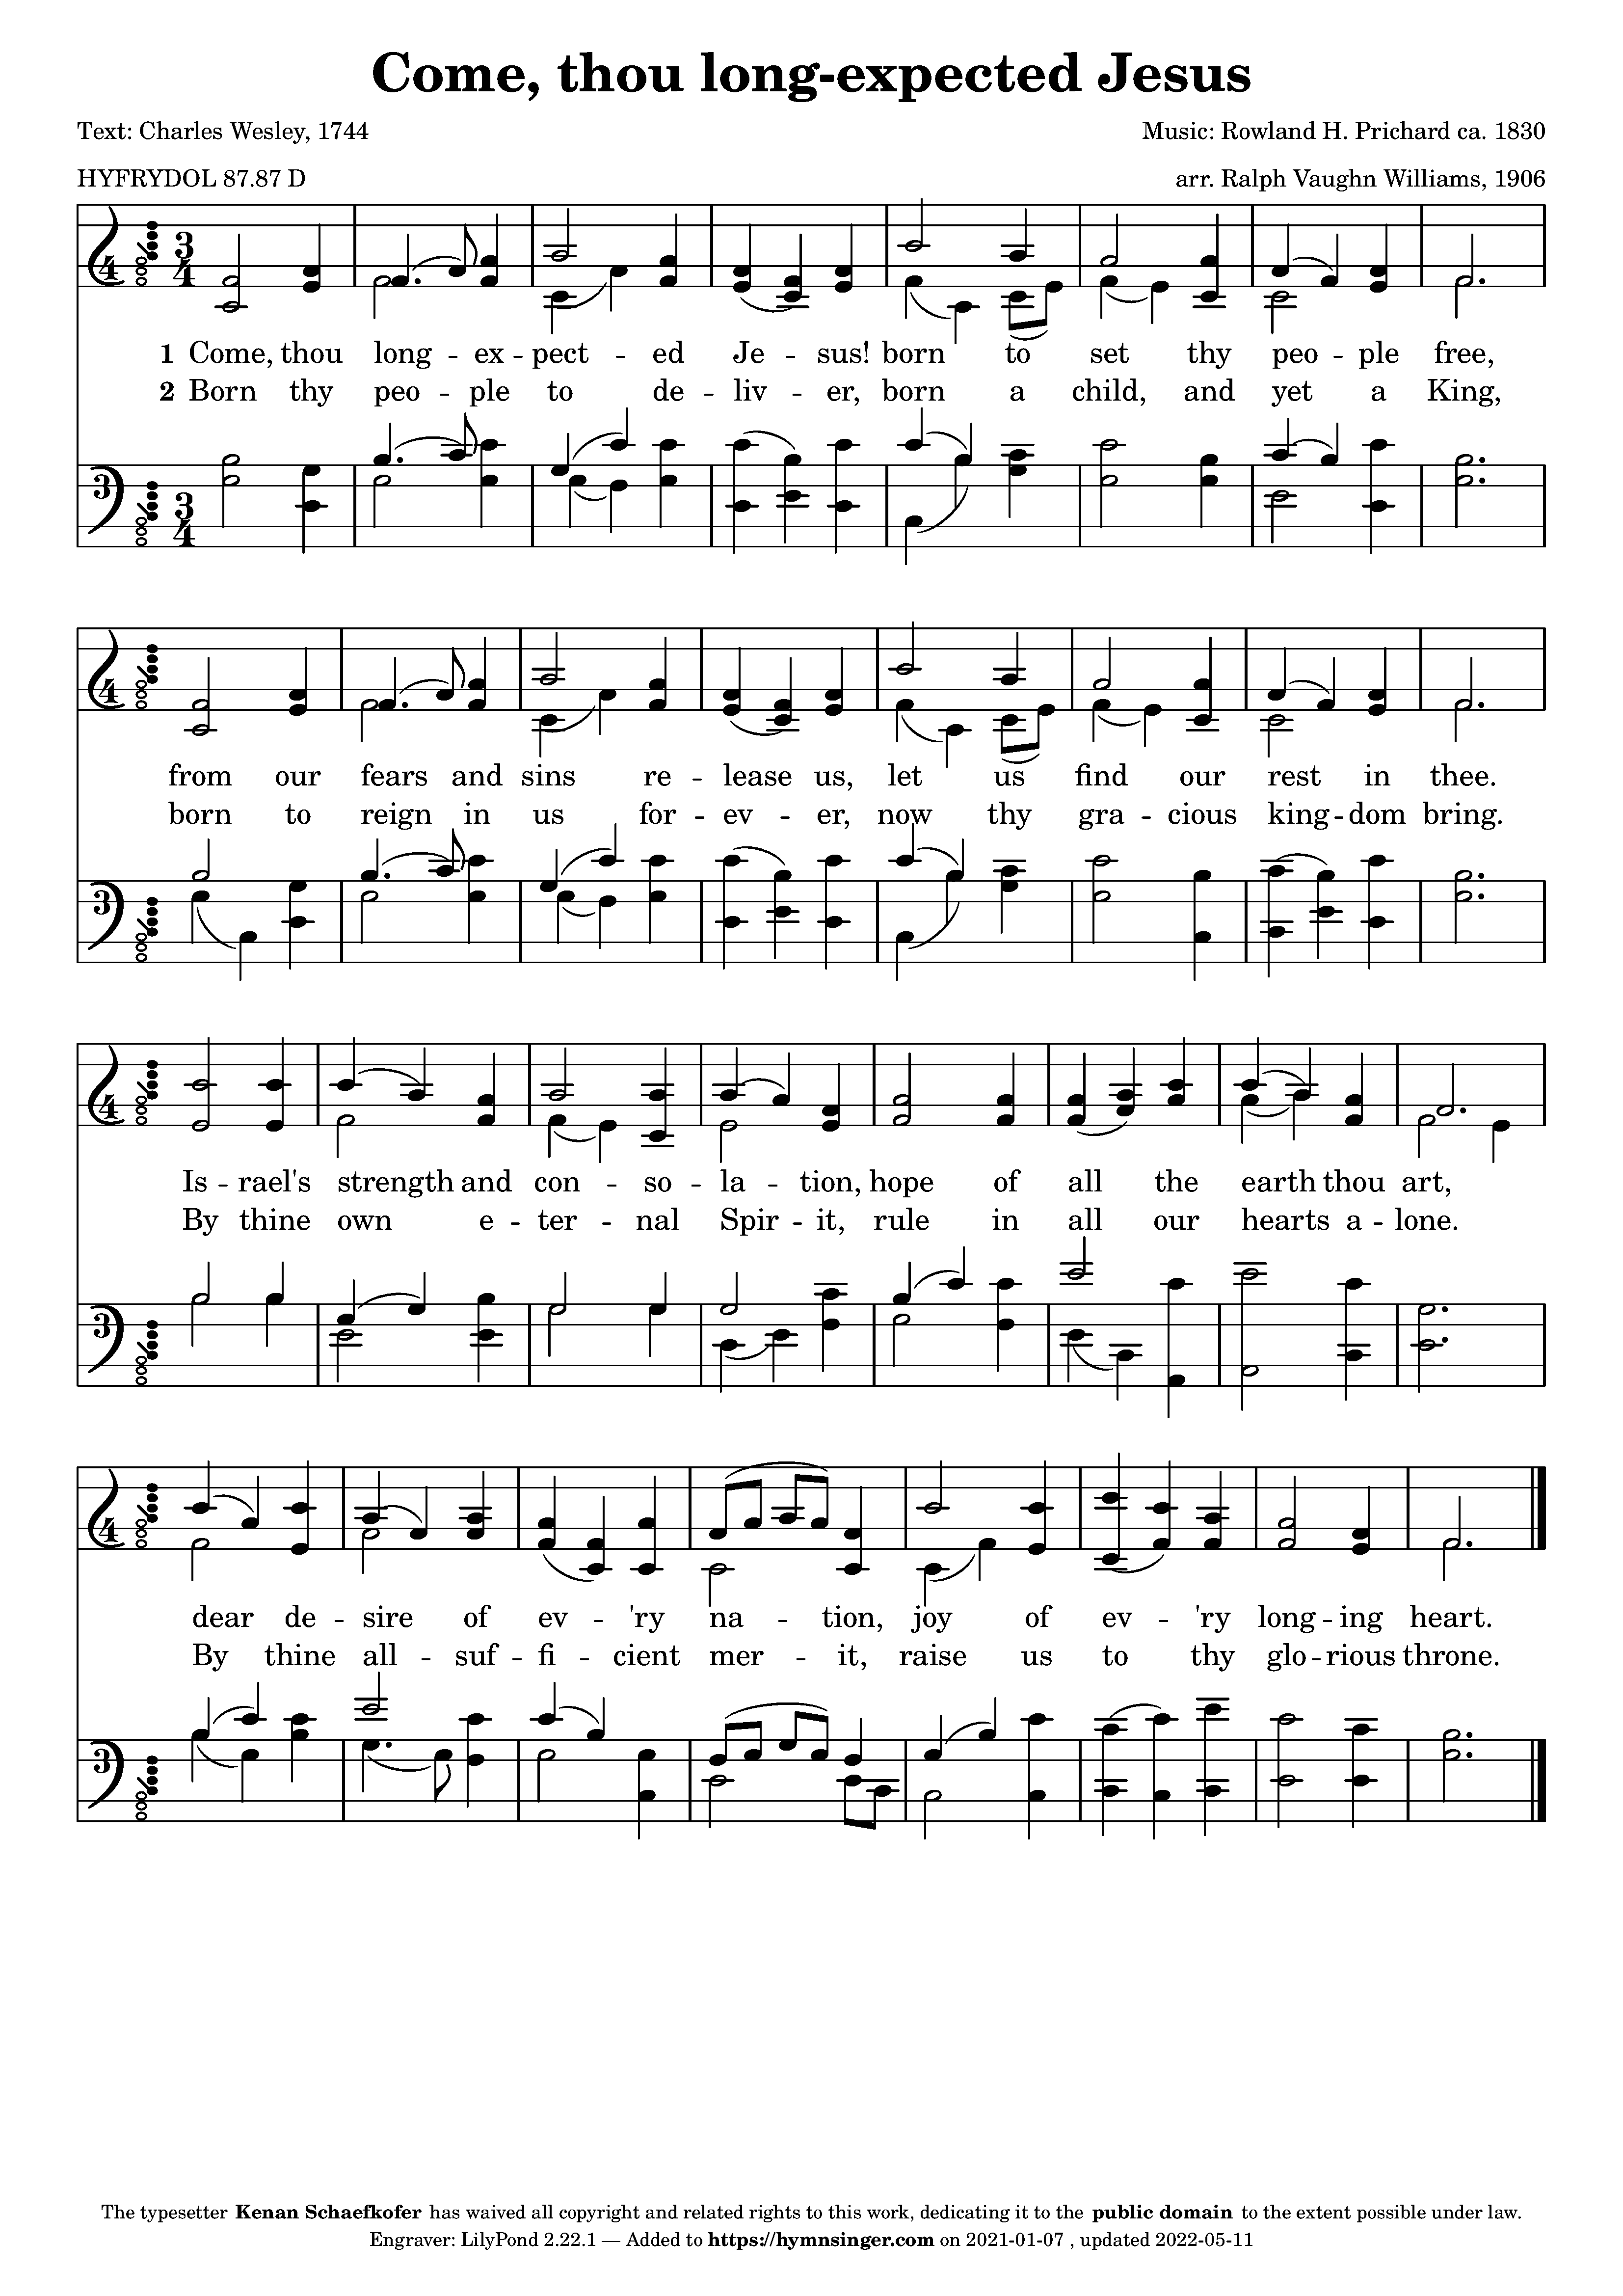 Come, thou long-expected Jesus
Text: Charles Wesley, 1744
Music: Rowland H. Prichard ca. 1830
HYFRYDOL 87.87 D
arr. Ralph Vaughn Williams, 1906
1 Come, thou long - ex - pect - ed Je - sus! born to set thy peo - ple free,
2 Born thy peo - ple to de - liv - er, born a child, and yet a King,
from our fears and sins re - lease us, let us find our rest in thee.
born to reign in us for - ev - er, now thy gra - cious king - dom bring.
Is - rael's strength and con - so - la - tion, hope of all the earth thou art,
By thine own e - ter - nal Spir - it, rule in all our hearts a - lone.
dear de - sire of ev - 'ry na - tion, joy of ev - 'ry long - ing heart.
By thine all - suf - fi - cient mer - it, raise us to thy glo - rious throne.
The typesetter Kenan Schaefkofer has waived all copyright and related rights to this work, dedicating it to the public domain to the extent possible under law.
Engraver: LilyPond 2.22.1 — Added to https://hymnsinger.com on 2021-01-07 , updated 2022-05-11